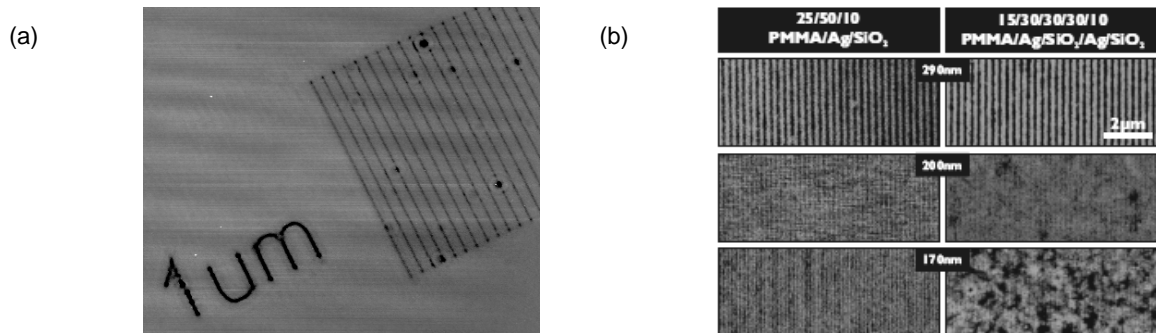 (a)
1um
(b)
25/50/10
PMMA/Ag/SiO₂
15/30/30/30/10
PMMA/Ag/SiO₂/Ag/SiO₂
290nm
2μm
200nm
170nm